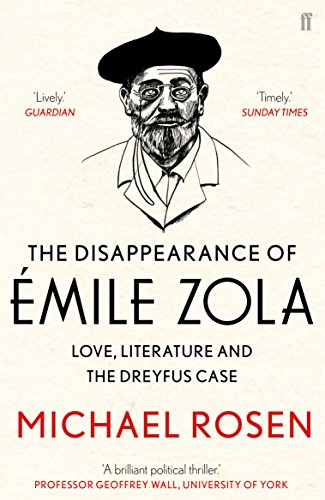 ff
'Lively.'
GUARDIAN
'Timely.'
SUNDAY TIMES
THE DISAPPEARANCE OF
ÉMILE ZOLA
LOVE, LITERATURE AND
THE DREYFUS CASE
MICHAEL ROSEN
'A brilliant political thriller.'
PROFESSOR GEOFFREY WALL, UNIVERSITY OF YORK